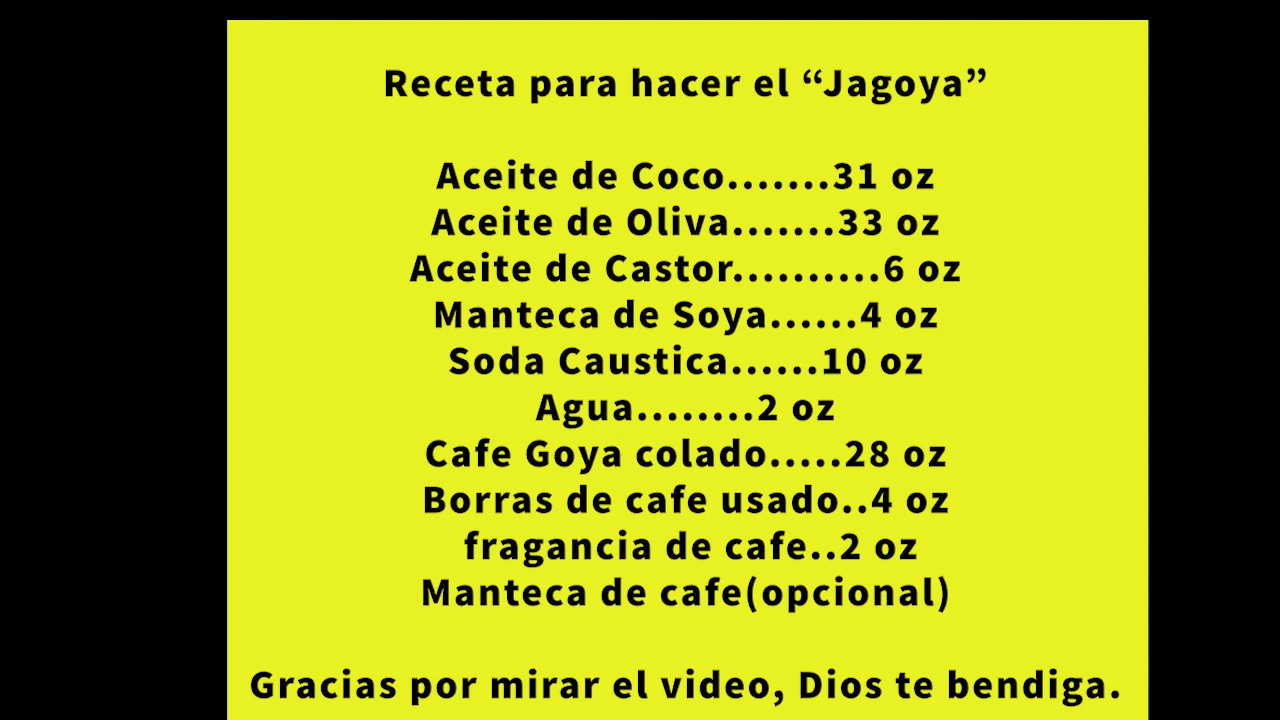 Receta para hacer el “Jagoya”
Aceite de Coco.......31 oz
Aceite de Oliva.......33 oz
Aceite de Castor..........6 oz
Manteca de Soya......4 oz
Soda Caustica......10 oz
Agua........2 oz
Cafe Goya colado.....28 oz
Borras de cafe usado..4 oz
fragancia de cafe..2 oz
Manteca de cafe(opcional)
Gracias por mirar el video, Dios te bendiga.